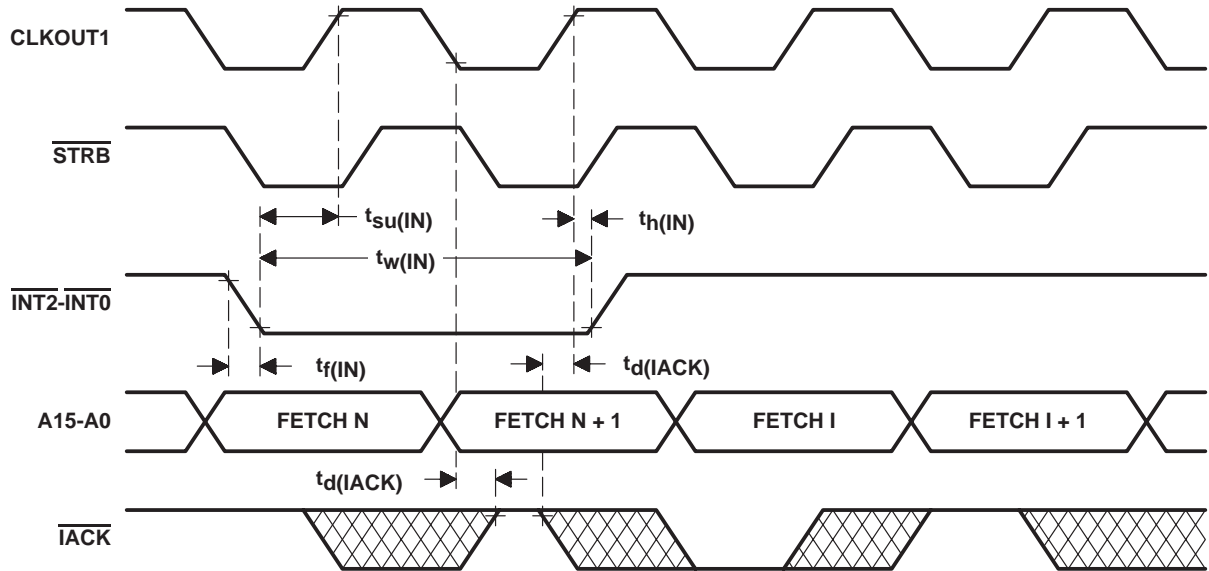 CLKOUT1
STRB
tsu(IN)
th(IN)
tw(IN)
INT2-INT0
tf(IN)
td(IACK)
A15-A0
FETCH N
FETCH N + 1
FETCH I
FETCH I + 1
td(IACK)
IACK